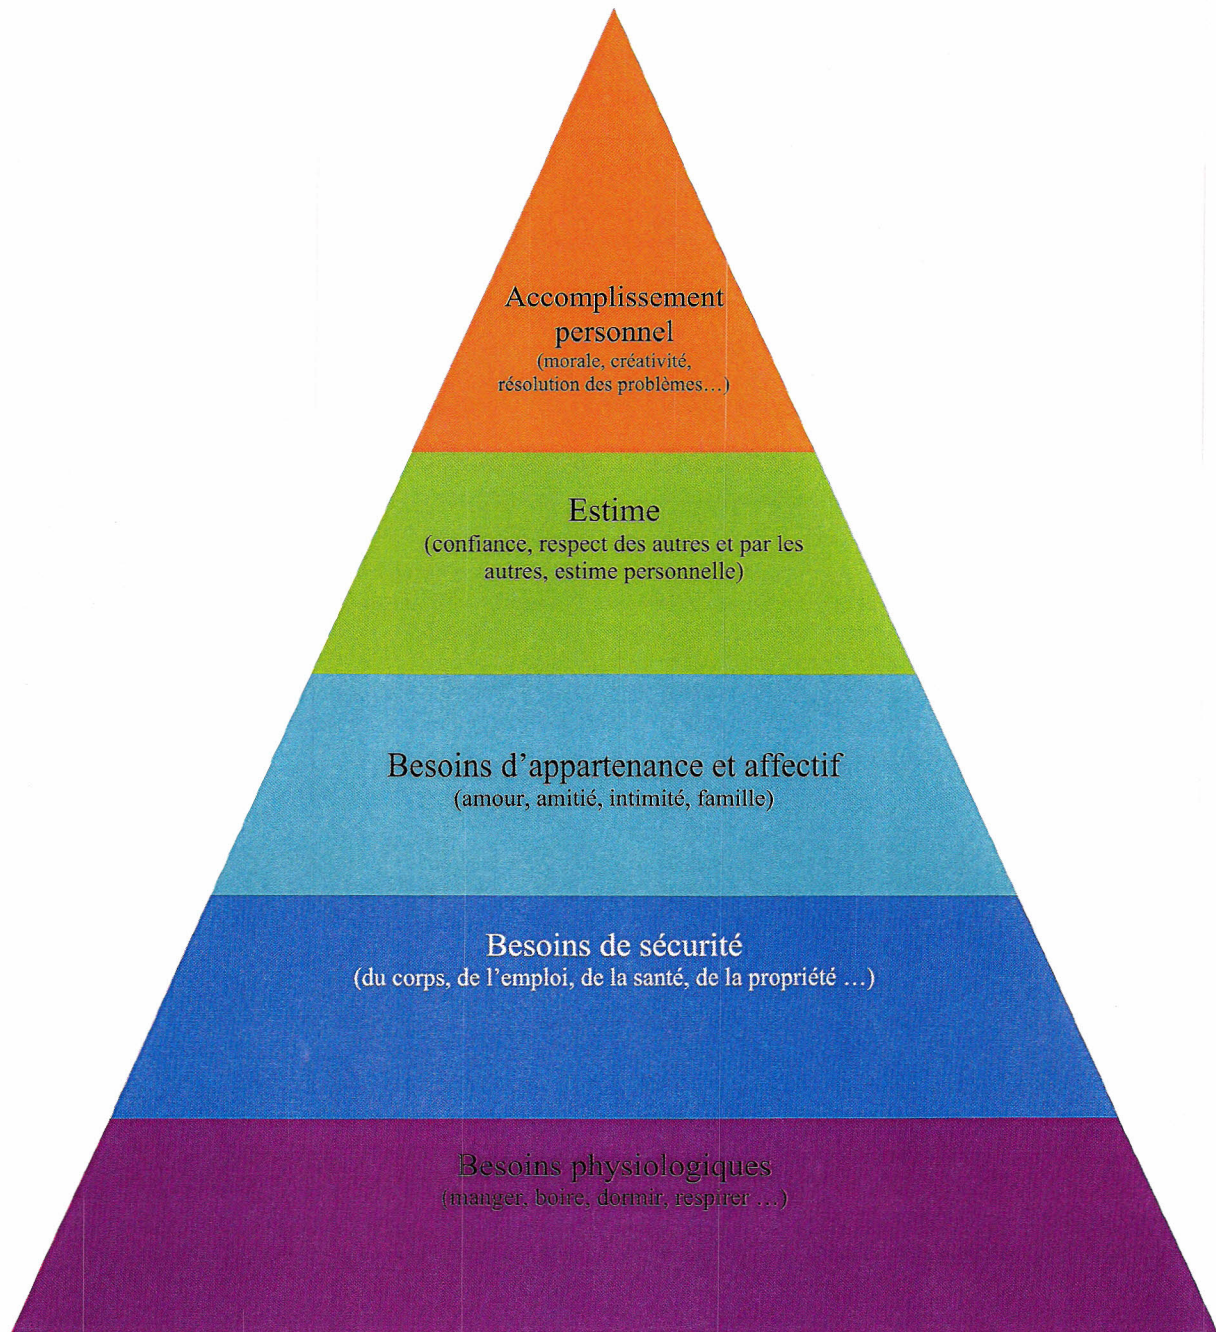 Accomplissement
personnel
(morale, créativité,
résolution des problèmes…)
Estime
(confiance, respect des autres et par les
autres, estime personnelle)
Besoins d’appartenance et affectif
(amour, amitié, intimité, famille)
Besoins de sécurité
(du corps, de l’emploi, de la santé, de la propriété …)
Besoins physiologiques
(manger, boire, dormir, respirer …)